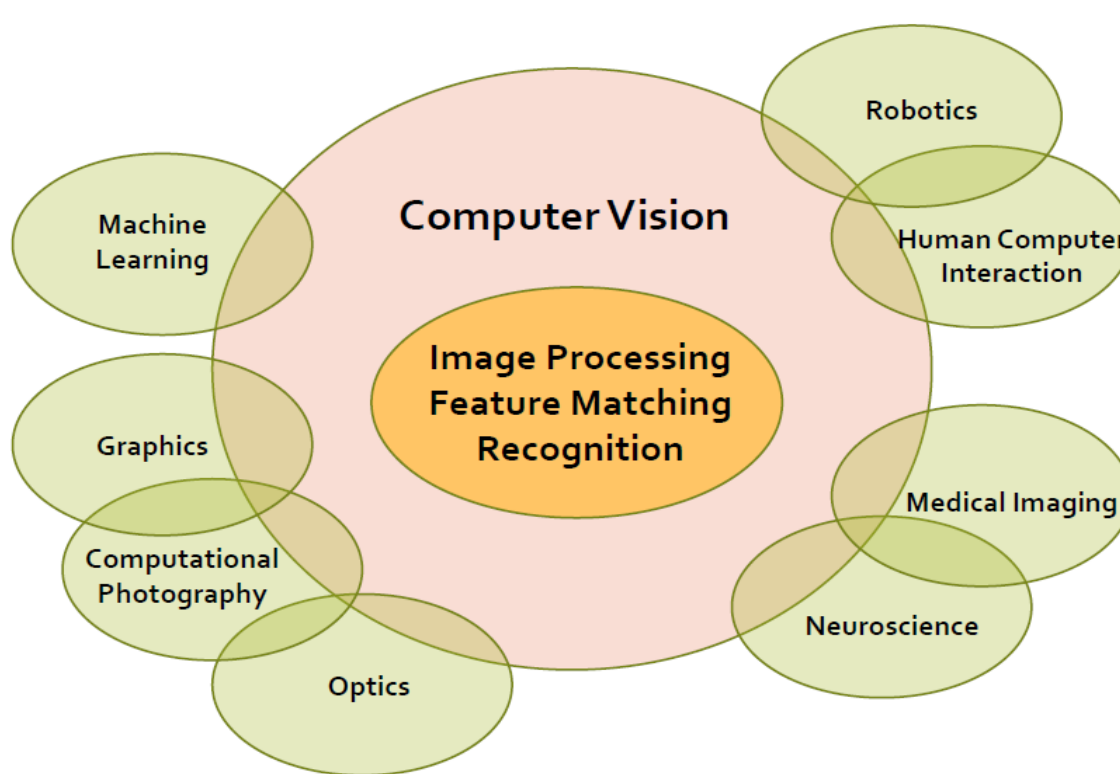 Robotics
Machine
Learning
Computer Vision
Human Computer
Interaction
Image Processing
Feature Matching
Recognition
Graphics
Medical Imaging
Computational
Photography
Neuroscience
Optics